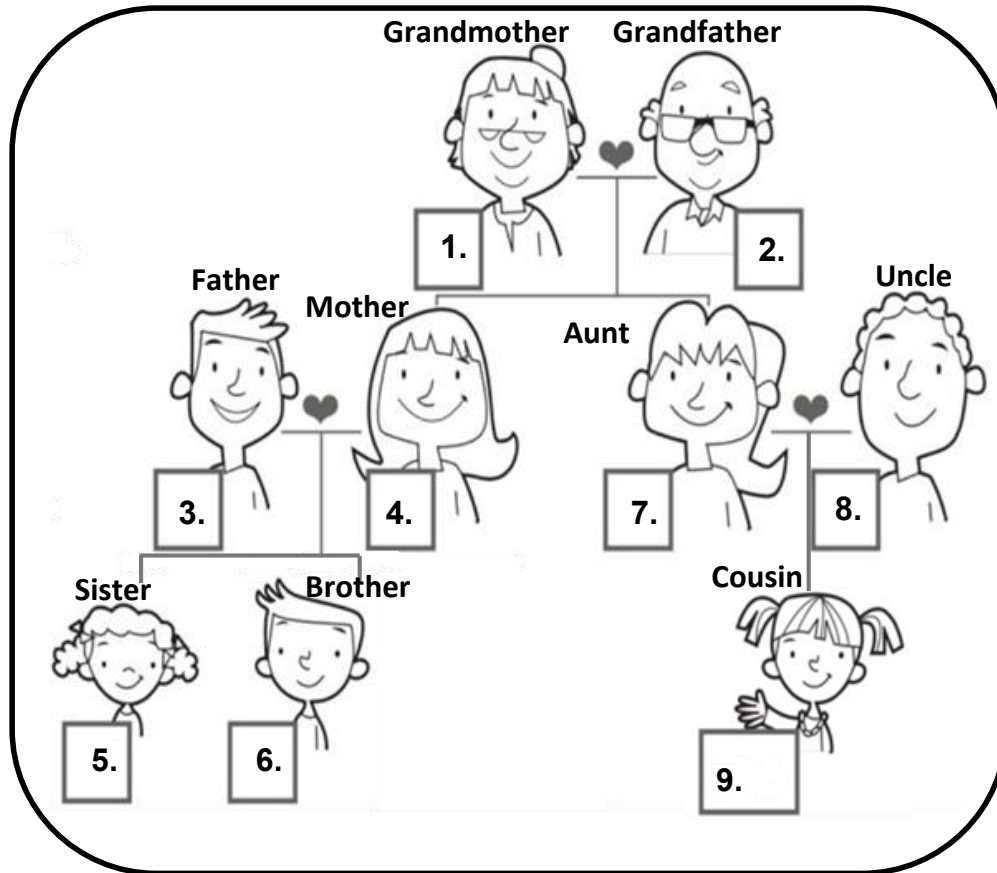 Grandmother Grandfather
1. 2.
Father Mother Aunt Uncle
3. 4. 7. 8.
Sister Brother Cousin
5. 6. 9.